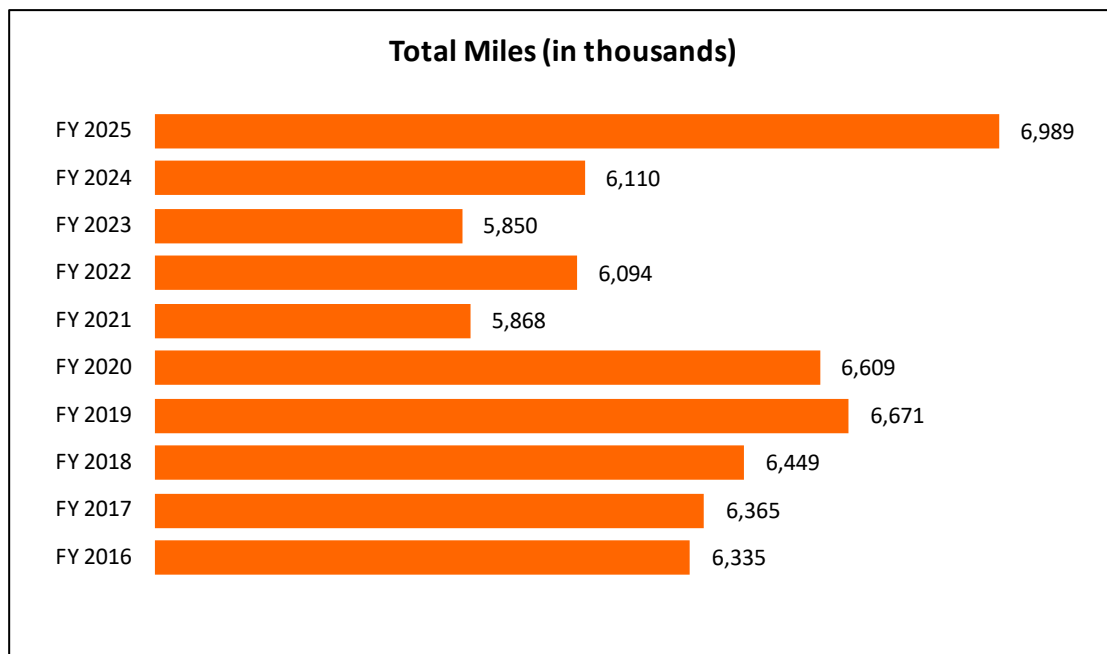 Total Miles (in thousands)
FY 2025 6,989
FY 2024 6,110
FY 2023 5,850
FY 2022 6,094
FY 2021 5,868
FY 2020 6,609
FY 2019 6,671
FY 2018 6,449
FY 2017 6,365
FY 2016 6,335